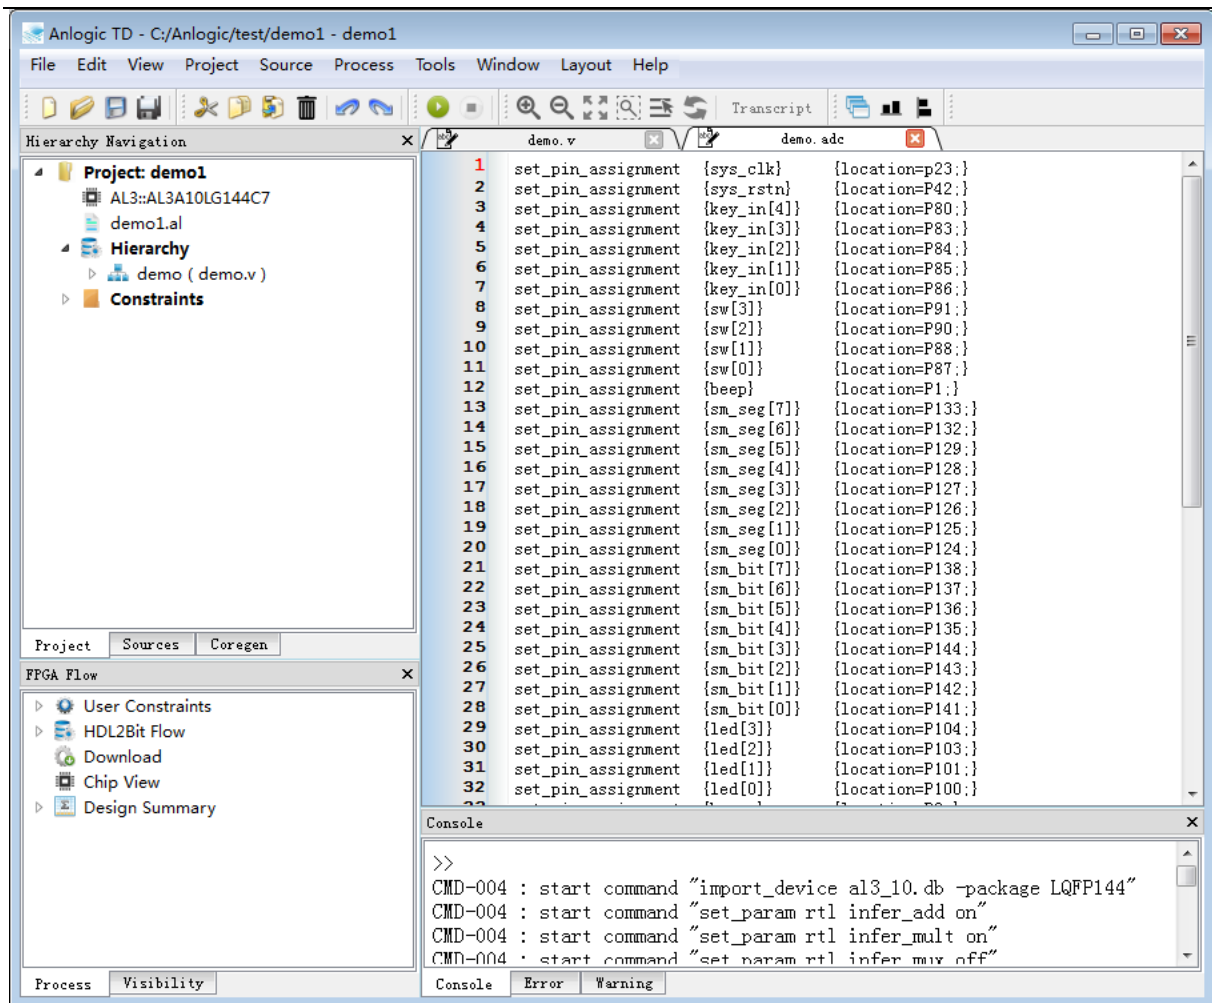 Anlogic TD - C:/Anlogic/test/demo1 - demo1
File Edit View Project Source Process Tools Window Layout Help
Transcript
Hierarchy Navigation
Project: demo1
AL3::AL3A10LG144C7
demo1.al
Hierarchy
demo ( demo.v )
Constraints
Project Sources Coregen
FPGA Flow
User Constraints
HDL2Bit Flow
Download
Chip View
Design Summary
Process Visibility
demo.v demo.adc
1 set_pin_assignment {sys_clk} {location=p23;}
2 set_pin_assignment {sys_rstn} {location=P42;}
3 set_pin_assignment {key_in[4]} {location=P80;}
4 set_pin_assignment {key_in[3]} {location=P83;}
5 set_pin_assignment {key_in[2]} {location=P84;}
6 set_pin_assignment {key_in[1]} {location=P85;}
7 set_pin_assignment {key_in[0]} {location=P86;}
8 set_pin_assignment {sw[3]} {location=P91;}
9 set_pin_assignment {sw[2]} {location=P90;}
10 set_pin_assignment {sw[1]} {location=P88;}
11 set_pin_assignment {sw[0]} {location=P87;}
12 set_pin_assignment {beep} {location=P1;}
13 set_pin_assignment {sm_seg[7]} {location=P133;}
14 set_pin_assignment {sm_seg[6]} {location=P132;}
15 set_pin_assignment {sm_seg[5]} {location=P129;}
16 set_pin_assignment {sm_seg[4]} {location=P128;}
17 set_pin_assignment {sm_seg[3]} {location=P127;}
18 set_pin_assignment {sm_seg[2]} {location=P126;}
19 set_pin_assignment {sm_seg[1]} {location=P125;}
20 set_pin_assignment {sm_seg[0]} {location=P124;}
21 set_pin_assignment {sm_bit[7]} {location=P138;}
22 set_pin_assignment {sm_bit[6]} {location=P137;}
23 set_pin_assignment {sm_bit[5]} {location=P136;}
24 set_pin_assignment {sm_bit[4]} {location=P135;}
25 set_pin_assignment {sm_bit[3]} {location=P144;}
26 set_pin_assignment {sm_bit[2]} {location=P143;}
27 set_pin_assignment {sm_bit[1]} {location=P142;}
28 set_pin_assignment {sm_bit[0]} {location=P141;}
29 set_pin_assignment {led[3]} {location=P104;}
30 set_pin_assignment {led[2]} {location=P103;}
31 set_pin_assignment {led[1]} {location=P101;}
32 set_pin_assignment {led[0]} {location=P100;}
Console
>>
CMD-004 : start command "import_device al3_10.db -package LQFP144"
CMD-004 : start command "set_param rtl infer_add on"
CMD-004 : start command "set_param rtl infer_mult on"
CMD-004 : start command "set param rtl infer mux off"
Console Error Warning